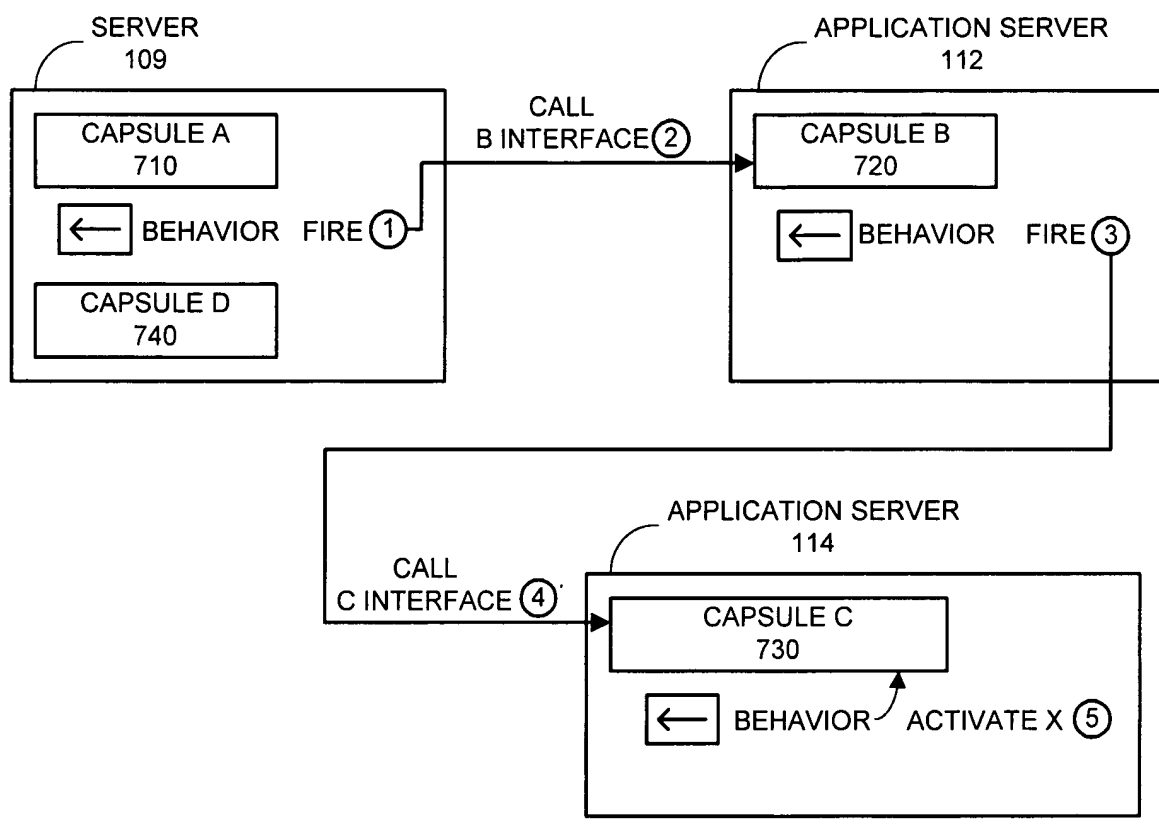 SERVER
109
APPLICATION SERVER
112
CALL
B INTERFACE 2
CAPSULE A
710
BEHAVIOR FIRE 1
CAPSULE D
740
CAPSULE B
720
BEHAVIOR FIRE 3
APPLICATION SERVER
114
CALL
C INTERFACE 4
CAPSULE C
730
BEHAVIOR ACTIVATE X 5